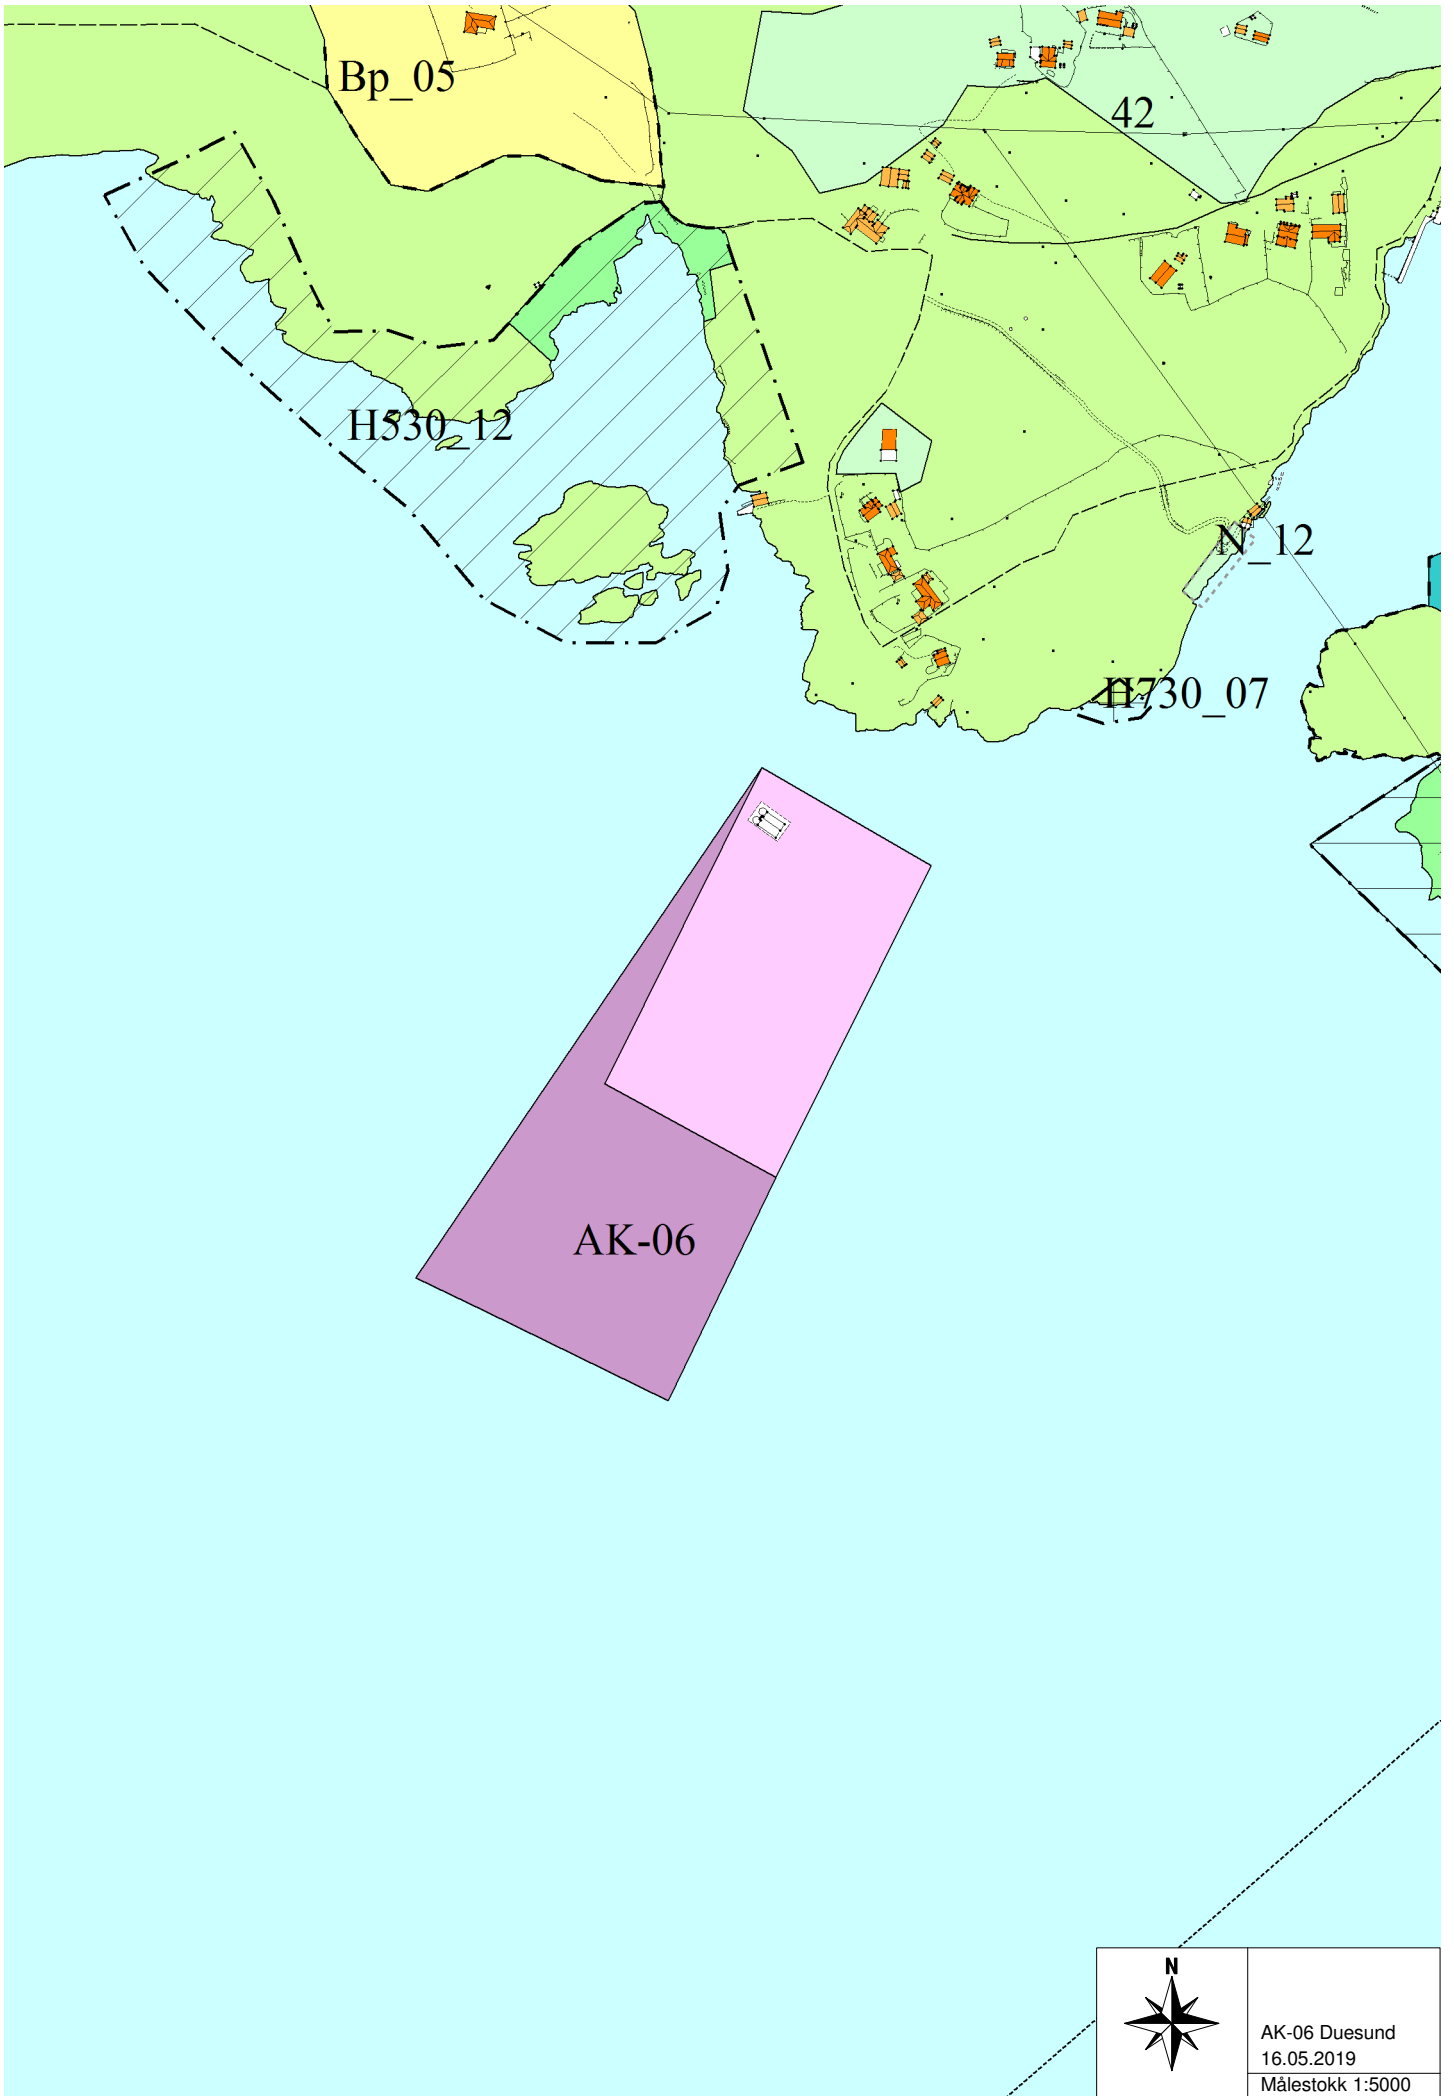 Bp_05
42
H530_12
N_12
H730_07
AK-06
N
AK-06 Duesund
16.05.2019
Målestokk 1:5000